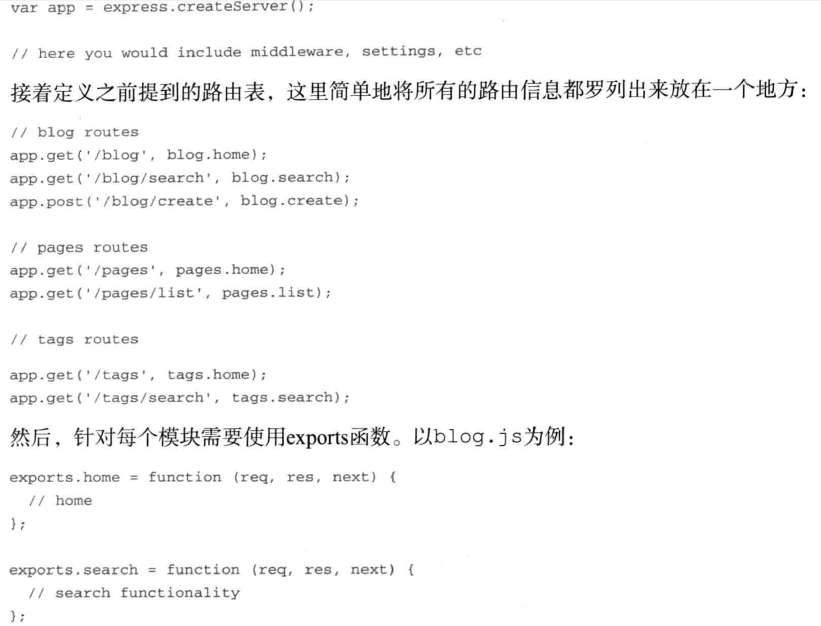 var app = express.createServer();
// here you would include middleware, settings, etc
接着定义之前提到的路由表，这里简单地将所有的路由信息都罗列出来放在一个地方：
// blog routes
app.get('/blog', blog.home);
app.get('/blog/search', blog.search);
app.post('/blog/create', blog.create);
// pages routes
app.get('/pages', pages.home);
app.get('/pages/list', pages.list);
// tags routes
app.get('/tags', tags.home);
app.get('/tags/search', tags.search);
然后，针对每个模块需要使用exports函数。以blog.js为例：
exports.home = function (req, res, next) {
  // home
};
exports.search = function (req, res, next) {
  // search functionality
};